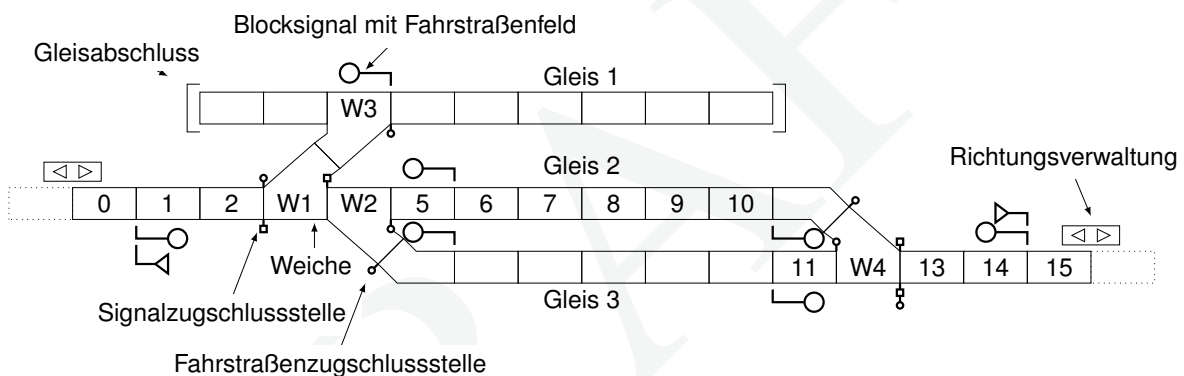 Blocksignal mit Fahrstraßenfeld
Gleisabschluss
Gleis 1
W3
Gleis 2
Richtungsverwaltung
0 1 2 W1 W2 5 6 7 8 9 10
Weiche
11 W4 13 14 15
Gleis 3
Signalzugschlussstelle
Fahrstraßenzugschlussstelle